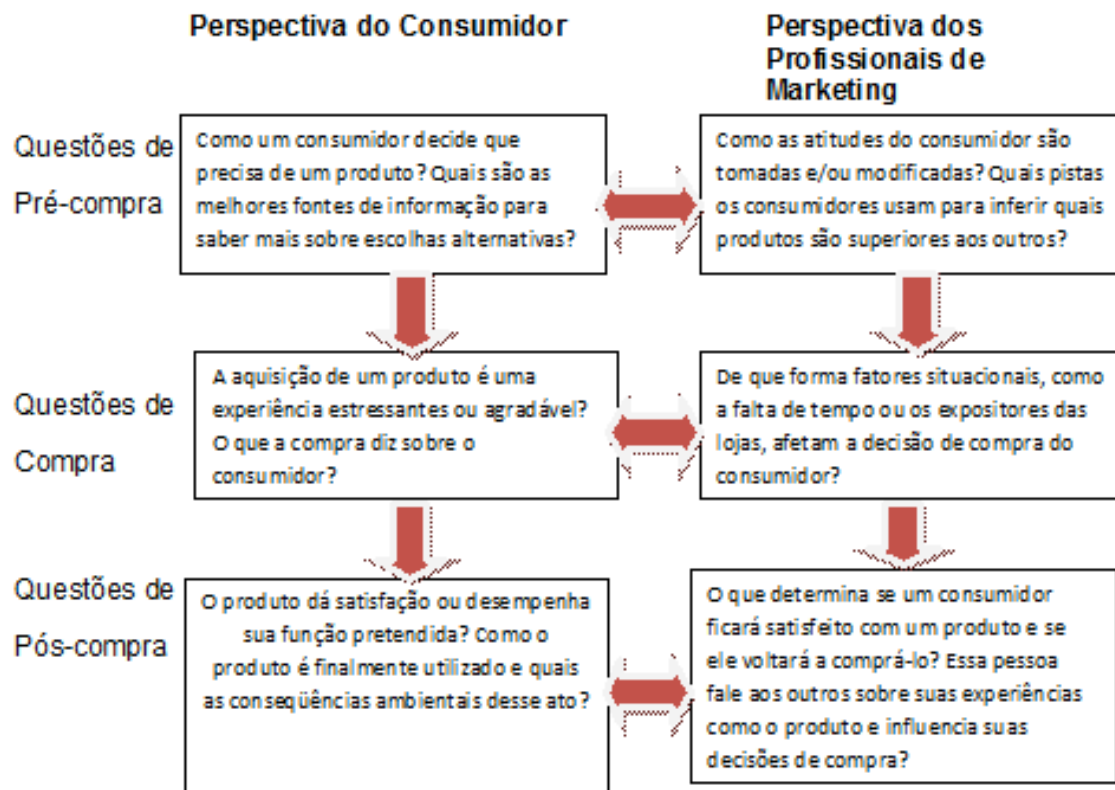 Perspectiva do Consumidor
Perspectiva dos
Profissionais de
Marketing
Questões de
Pré-compra
Como um consumidor decide que
precisa de um produto? Quais são as
melhores fontes de informação para
saber mais sobre escolhas alternativas?
Como as atitudes do consumidor são
tomadas e/ou modificadas? Quais pistas
os consumidores usam para inferir quais
produtos são superiores aos outros?
Questões de
Compra
A aquisição de um produto é uma
experiência estressantes ou agradável?
O que a compra diz sobre o
consumidor?
De que forma fatores situacionais, como
a falta de tempo ou os expositores das
lojas, afetam a decisão de compra do
consumidor?
Questões de
Pós-compra
O produto dá satisfação ou desempenha
sua função pretendida? Como o
produto é finalmente utilizado e quais
as conseqüências ambientais desse ato?
O que determina se um consumidor
ficará satisfeito com um produto e se
ele voltará a comprá-lo? Essa pessoa
fale aos outros sobre suas experiências
como o produto e influencia suas
decisões de compra?